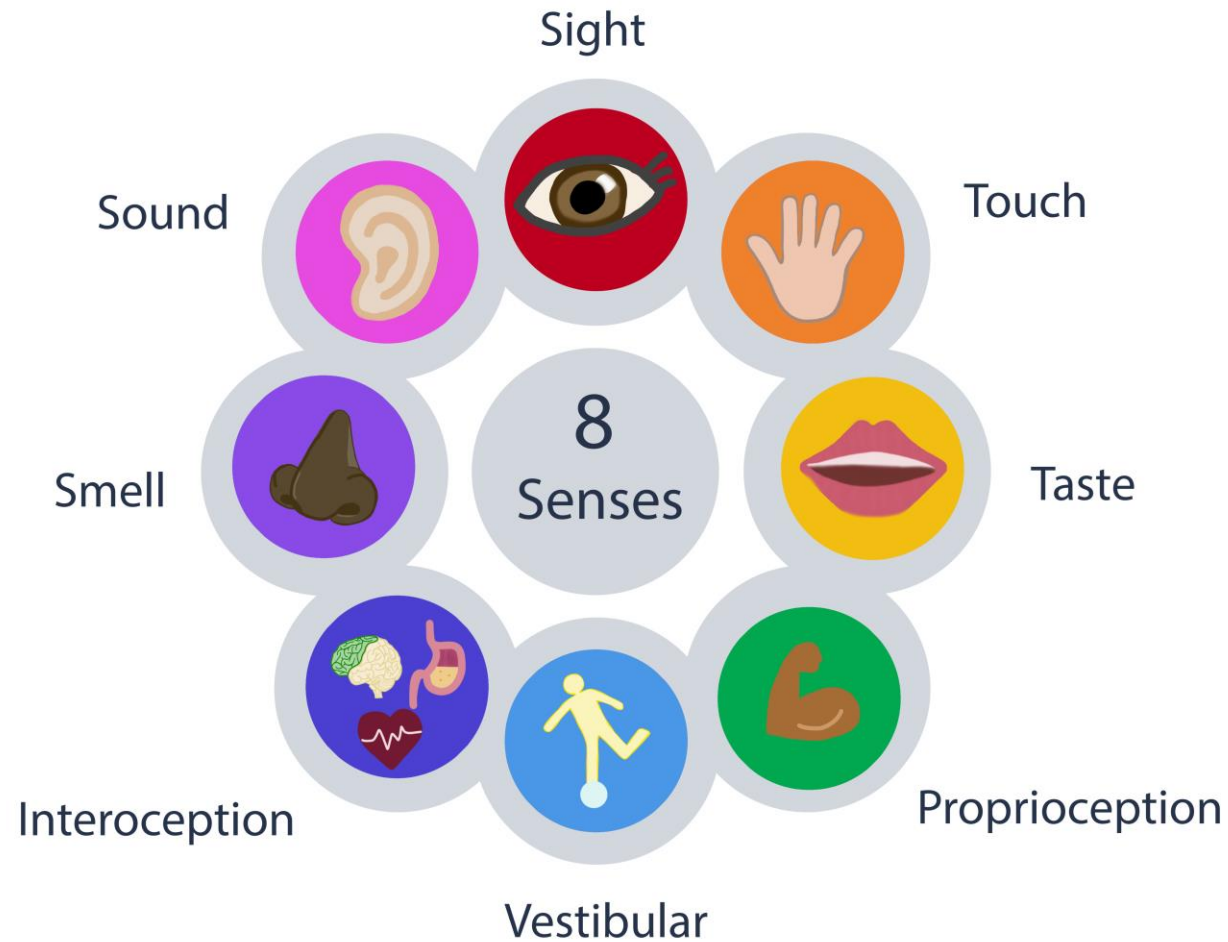 Sight
Sound
Touch
8
Senses
Smell
Taste
Interoception
Proprioception
Vestibular